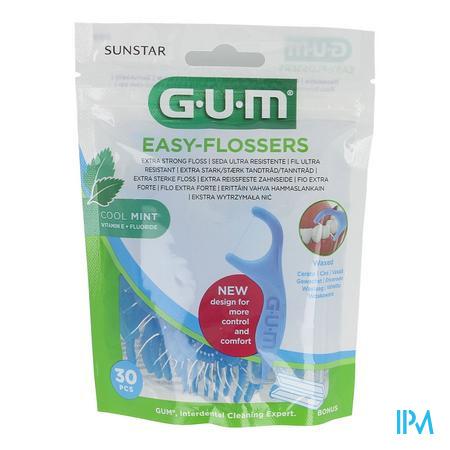 SUNSTAR
G·U·M®
EASY-FLOSSERS
EXTRA STRONG FLOSS | SEDA ULTRA RESISTENTE | FIL ULTRA
RESISTANT | EXTRA STARK/STÆRK TANDTRÅD/TANNTRÅD |
EXTRA STERKE FLOSS | EXTRA REISSFESTE ZAHNSEIDE | FIO EXTRA
FORTE | FILO EXTRA FORTE | ERITTÄIN VAHVA HAMMASLANKAIN
| EKSTRA WYTRZYMAŁA NIĆ
COOL MINT
VITAMIN E + FLUORIDE
Waxed
NEW
design for
more
control
and
comfort
G·U·M
30
PCS
BONUS
GUM®, Interdental Cleaning Expert.
IPM